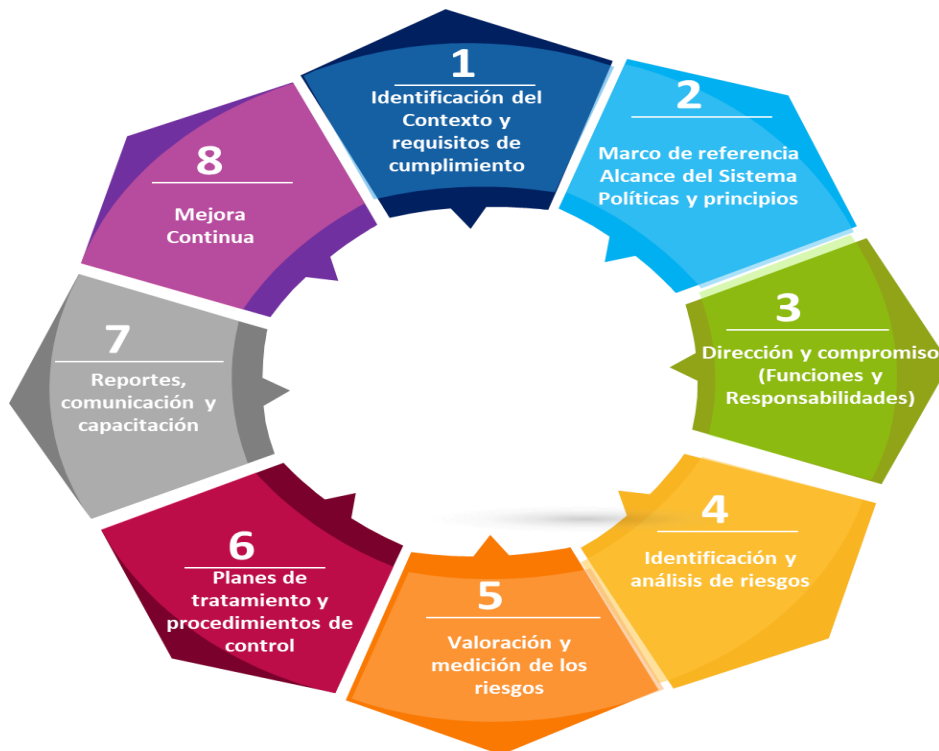 1
Identificación del
Contexto y
requisitos de
cumplimiento
2
Marco de referencia
Alcance del Sistema
Políticas y principios
3
Dirección y compromiso
(Funciones y
Responsabilidades)
4
Identificación y
análisis de riesgos
5
Valoración y
medición de los
riesgos
6
Planes de
tratamiento y
procedimientos de
control
7
Reportes,
comunicación y
capacitación
8
Mejora
Continua